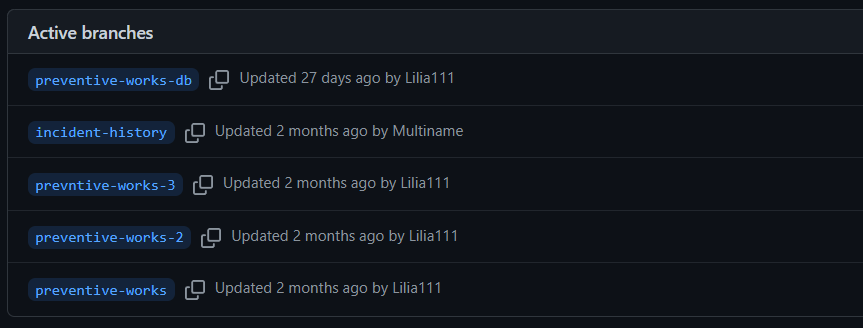 Active branches
preventive-works-db Updated 27 days ago by Lilia111
incident-history Updated 2 months ago by Multiname
prevntive-works-3 Updated 2 months ago by Lilia111
preventive-works-2 Updated 2 months ago by Lilia111
preventive-works Updated 2 months ago by Lilia111